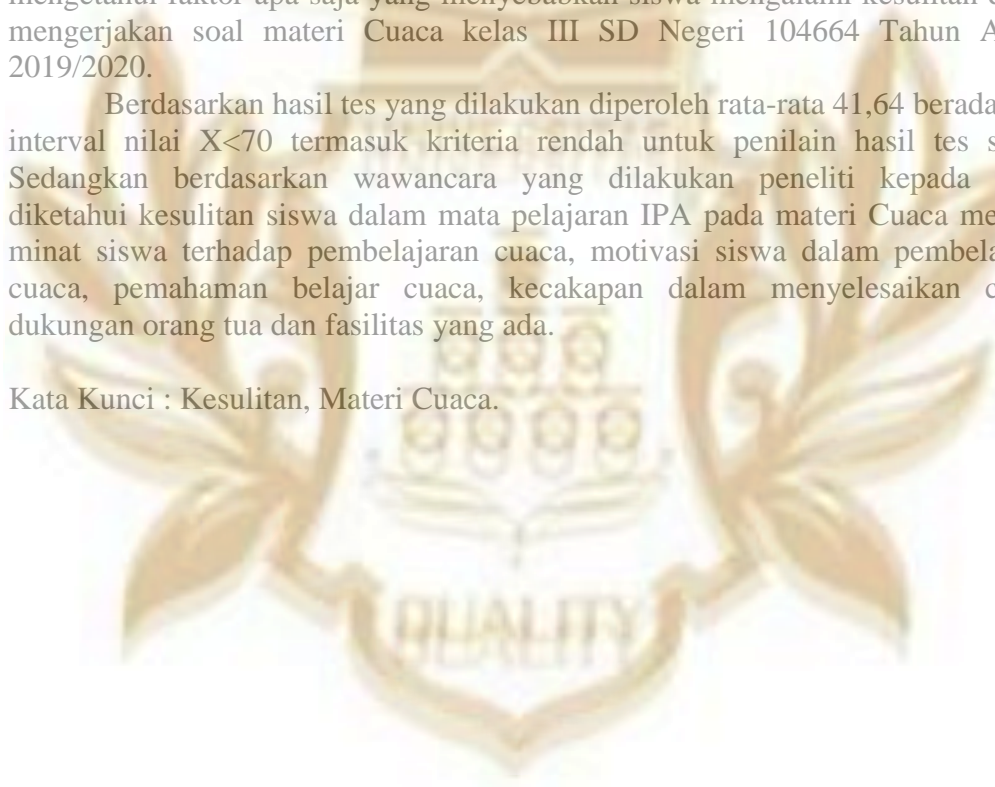 mengetahui faktor apa saja yang menyebabkan siswa mengalami kesulitan
mengerjakan soal materi Cuaca kelas III SD Negeri 104664 Tahun A
2019/2020.
Berdasarkan hasil tes yang dilakukan diperoleh rata-rata 41,64 berada
interval nilai X<70 termasuk kriteria rendah untuk penilain hasil tes s
Sedangkan berdasarkan wawancara yang dilakukan peneliti kepada
diketahui kesulitan siswa dalam mata pelajaran IPA pada materi Cuaca me
minat siswa terhadap pembelajaran cuaca, motivasi siswa dalam pembela
cuaca, pemahaman belajar cuaca, kecakapan dalam menyelesaikan c
dukungan orang tua dan fasilitas yang ada.
Kata Kunci : Kesulitan, Materi Cuaca.
QUALITY